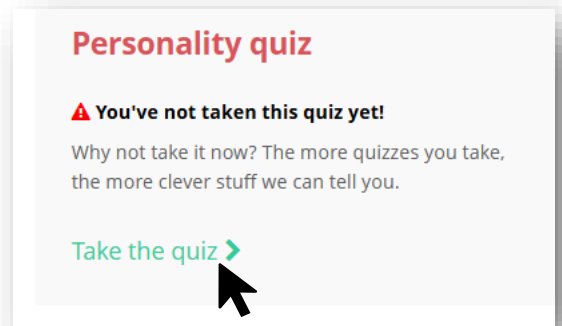 Personality quiz
You've not taken this quiz yet!
Why not take it now? The more quizzes you take,
the more clever stuff we can tell you.
Take the quiz